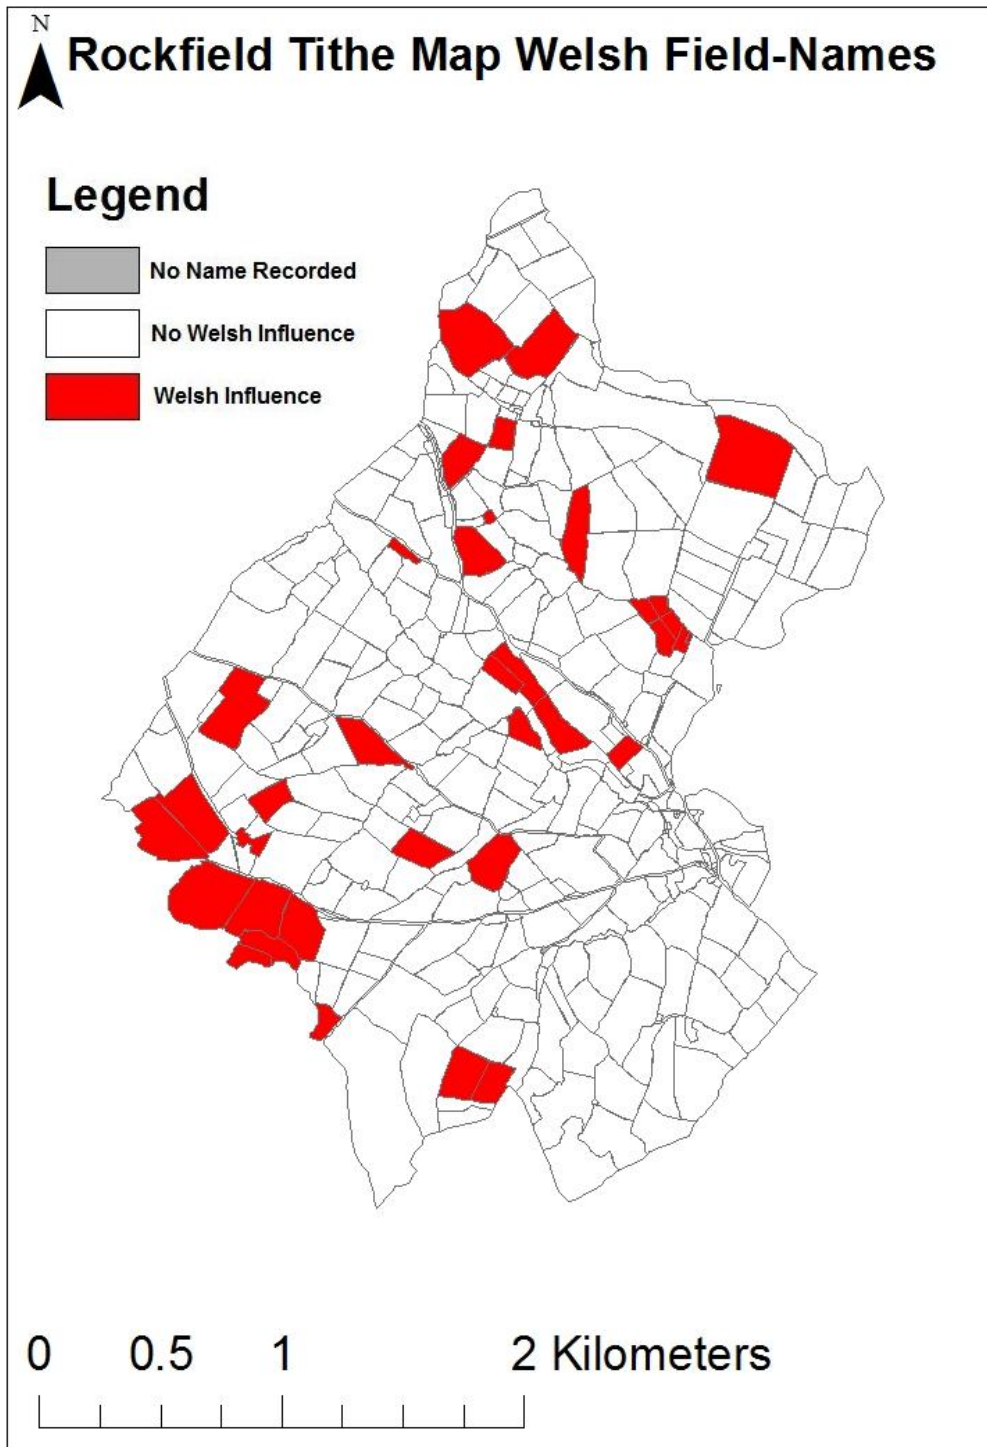 N
Rockfield Tithe Map Welsh Field-Names
Legend
No Name Recorded
No Welsh Influence
Welsh Influence
0 0.5 1 2 Kilometers